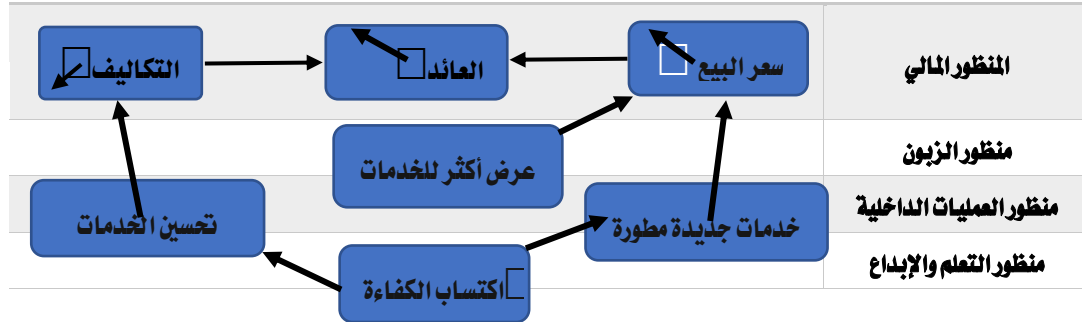 المنظور المالي
سعر البيع
العائد
التكاليف
منظور الزبون
عرض أكثر للخدمات
منظور العمليات الداخلية
خدمات جديدة مطورة
تحسين الخدمات
منظور التعلم والإبداع
اكتساب الكفاءة